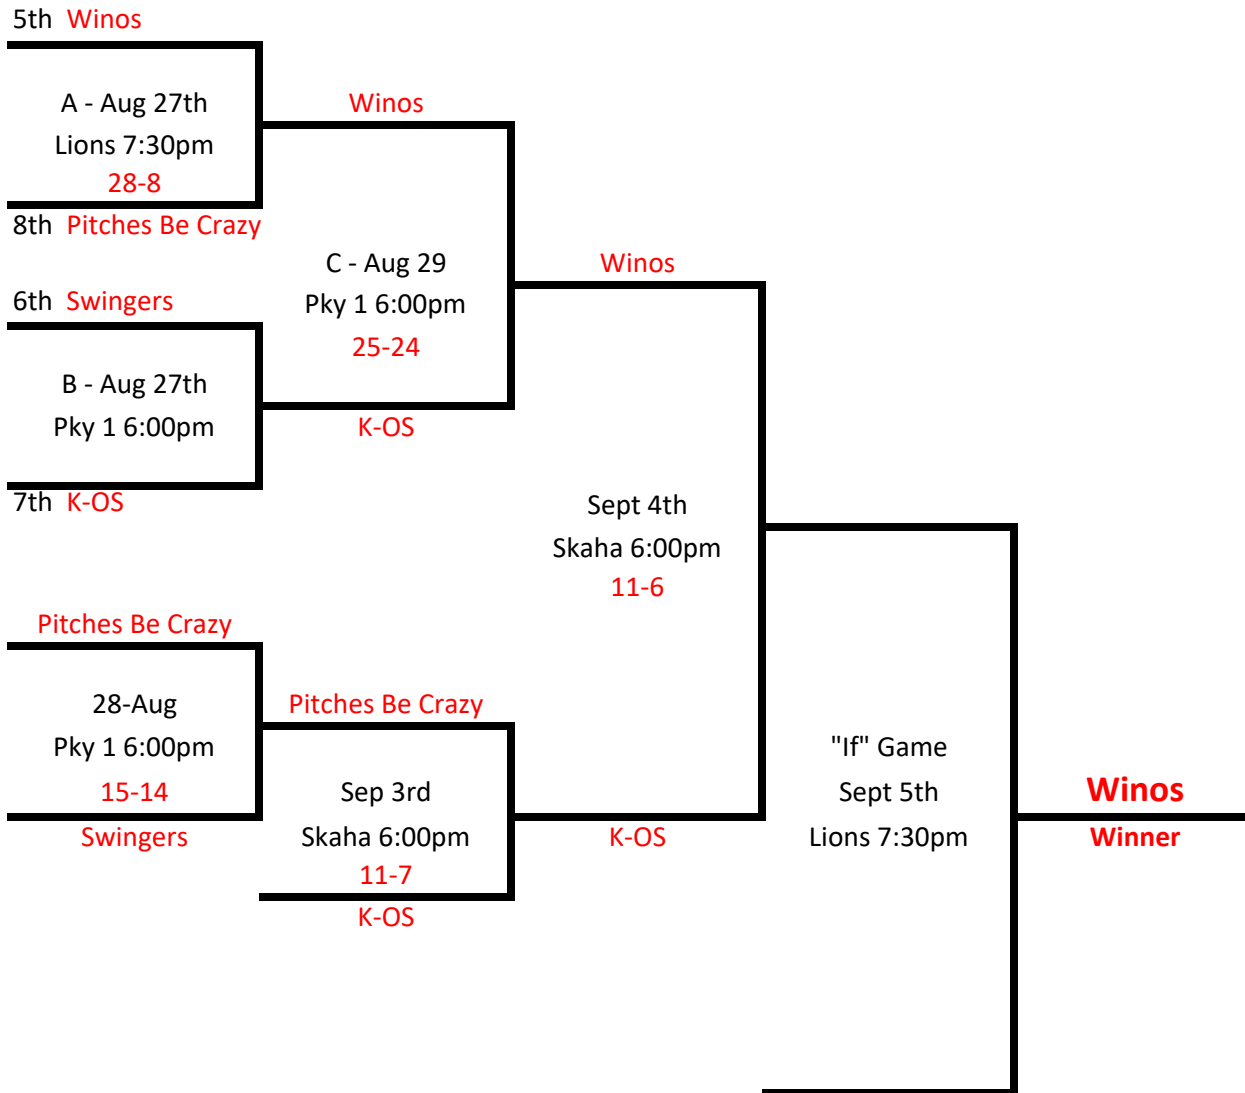 5th Winos
A - Aug 27th
Lions 7:30pm
28-8
8th Pitches Be Crazy
Winos
6th Swingers
B - Aug 27th
Pky 1 6:00pm
7th K-OS
C - Aug 29
Pky 1 6:00pm
25-24
K-OS
Winos
Sept 4th
Skaha 6:00pm
11-6
Pitches Be Crazy
28-Aug
Pky 1 6:00pm
15-14
Swingers
Pitches Be Crazy
Sep 3rd
Skaha 6:00pm
11-7
K-OS
K-OS
"If" Game
Sept 5th
Lions 7:30pm
Winos
Winner